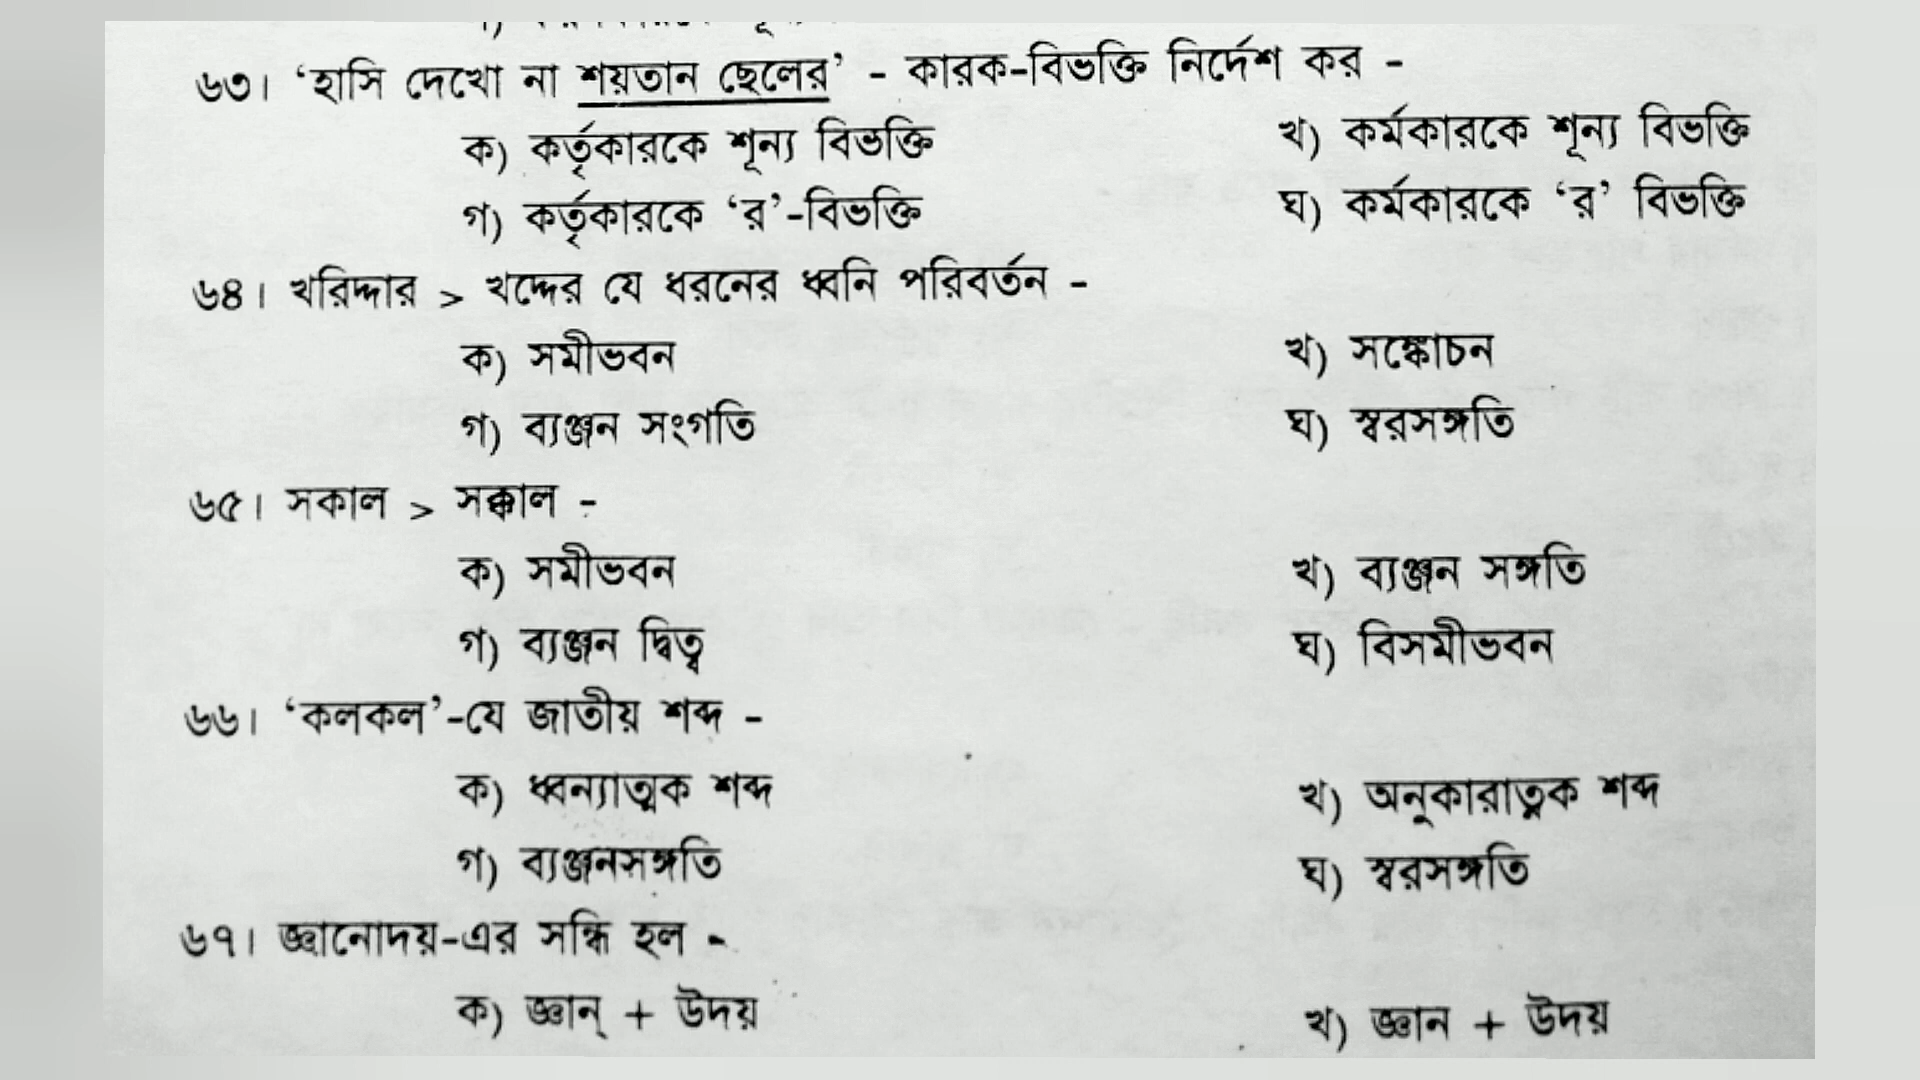 ৬৩। ‘হাসি দেখো না শয়তান ছেলের’ - কারক-বিভক্তি নির্দেশ কর -
ক) কর্তৃকারকে শূন্য বিভক্তি খ) কর্মকারকে শূন্য বিভক্তি
গ) কর্তৃকারকে ‘র’-বিভক্তি ঘ) কর্মকারকে ‘র’ বিভক্তি
৬৪। খরিদ্দার > খদ্দের যে ধরনের ধ্বনি পরিবর্তন -
ক) সমীভবন খ) সঙ্কোচন
গ) ব্যঞ্জন সংগতি ঘ) স্বরসঙ্গতি
৬৫। সকাল > সক্কাল -
ক) সমীভবন খ) ব্যঞ্জন সঙ্গতি
গ) ব্যঞ্জন দ্বিত্ব ঘ) বিসমীভবন
৬৬। ‘কলকল’-যে জাতীয় শব্দ -
ক) ধ্বন্যাত্মক শব্দ খ) অনুকারাত্নক শব্দ
গ) ব্যঞ্জনসঙ্গতি ঘ) স্বরসঙ্গতি
৬৭। জ্ঞানোদয়-এর সন্ধি হল -
ক) জ্ঞান্ + উদয় খ) জ্ঞান + উদয়